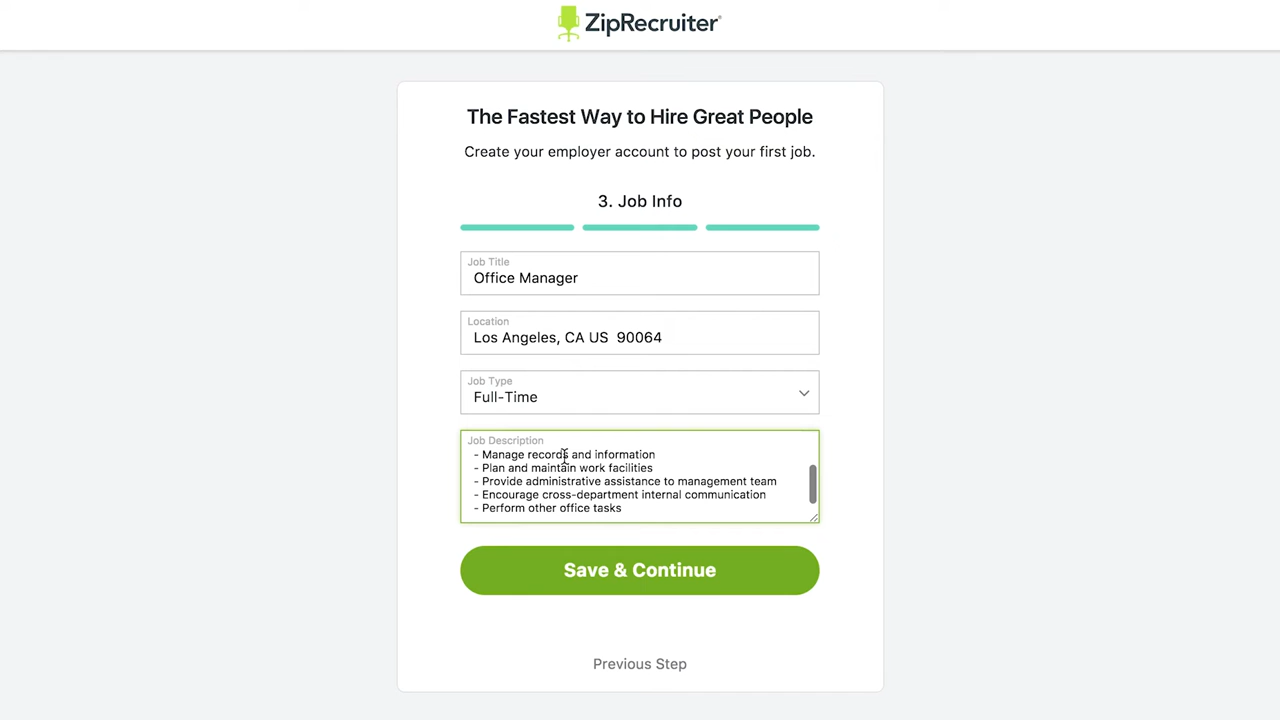 ZipRecruiter
The Fastest Way to Hire Great People
Create your employer account to post your first job.
3. Job Info
Job Title
Office Manager
Location
Los Angeles, CA US  90064
Job Type
Full-Time
Job Description
- Manage records and information
- Plan and maintain work facilities
- Provide administrative assistance to management team
- Encourage cross-department internal communication
- Perform other office tasks
Save & Continue
Previous Step